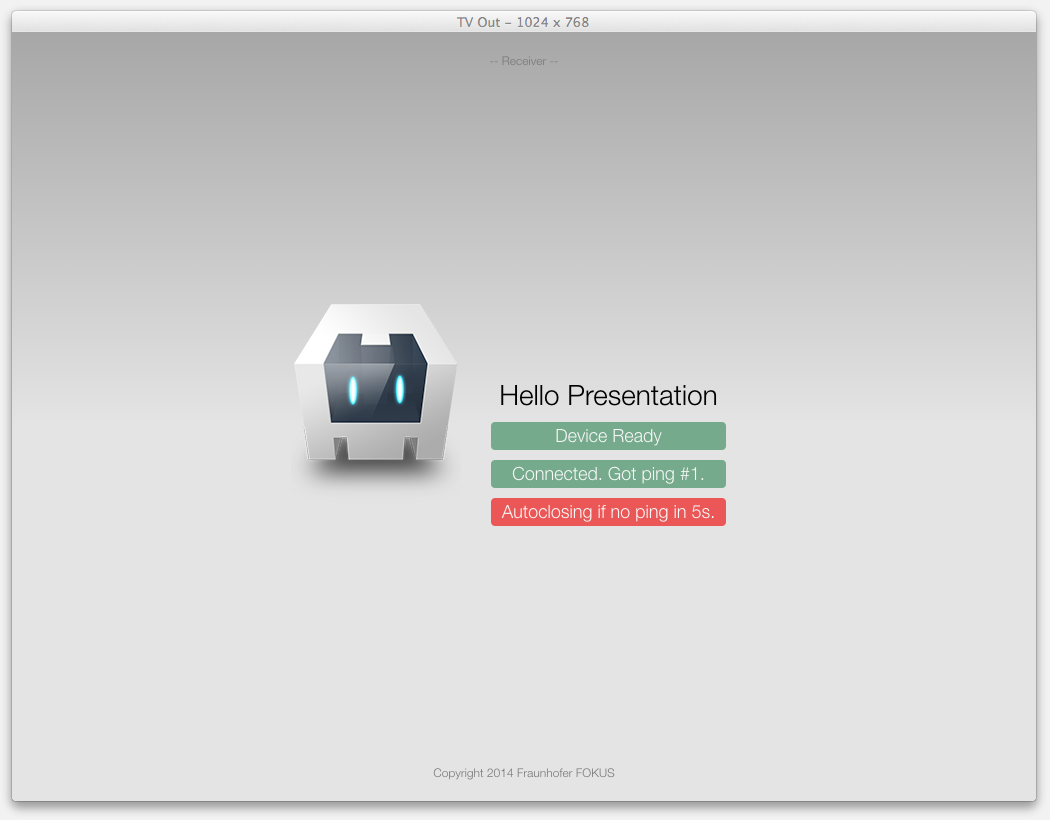 TV Out – 1024 x 768
-- Receiver --
Hello Presentation
Device Ready
Connected. Got ping #1.
Autoclosing if no ping in 5s.
Copyright 2014 Fraunhofer FOKUS